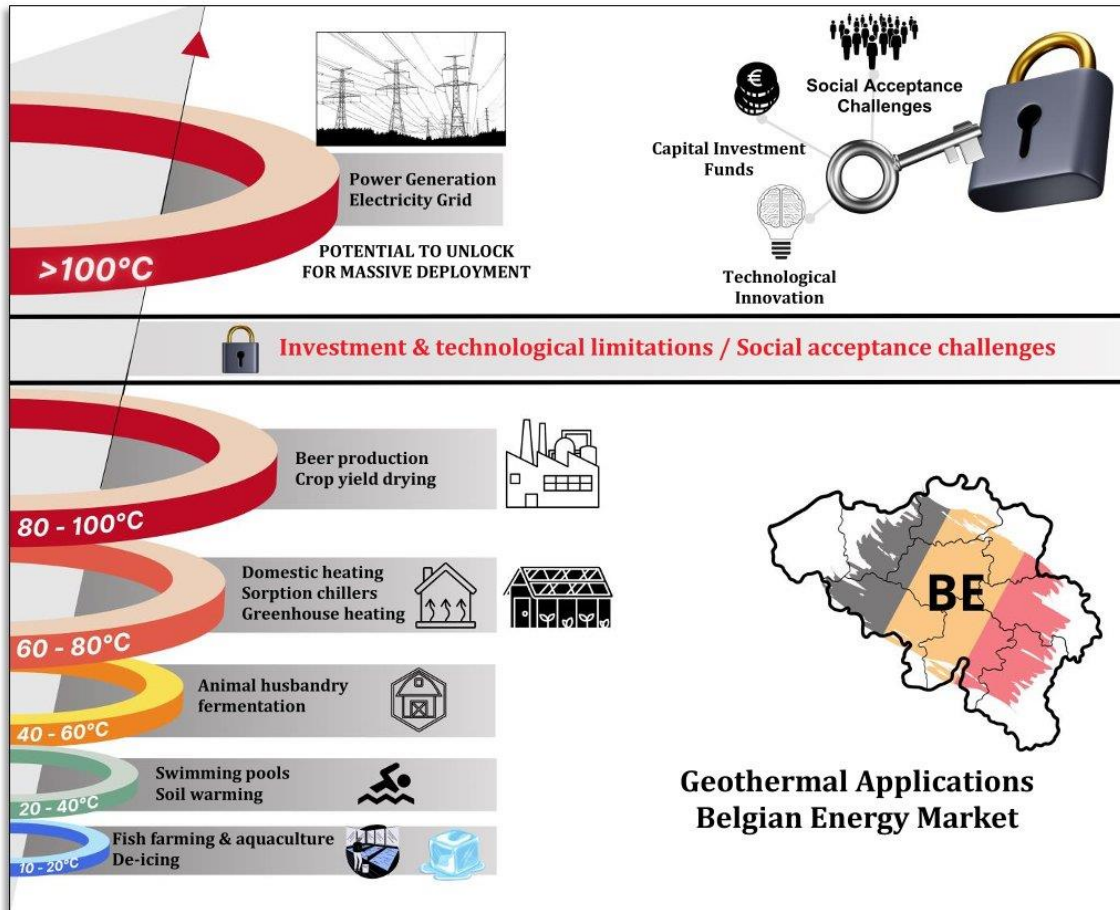 Power Generation
Electricity Grid
>100°C
POTENTIAL TO UNLOCK
FOR MASSIVE DEPLOYMENT
Social Acceptance
Challenges
€
Capital Investment
Funds
Technological
Innovation
Investment & technological limitations / Social acceptance challenges
Beer production
Crop yield drying
80 - 100°C
Domestic heating
Sorption chillers
Greenhouse heating
60 - 80°C
Animal husbandry
fermentation
40 - 60°C
Swimming pools
Soil warming
20 - 40°C
Fish farming & aquaculture
De-icing
10 - 20°C
BE
Geothermal Applications
Belgian Energy Market